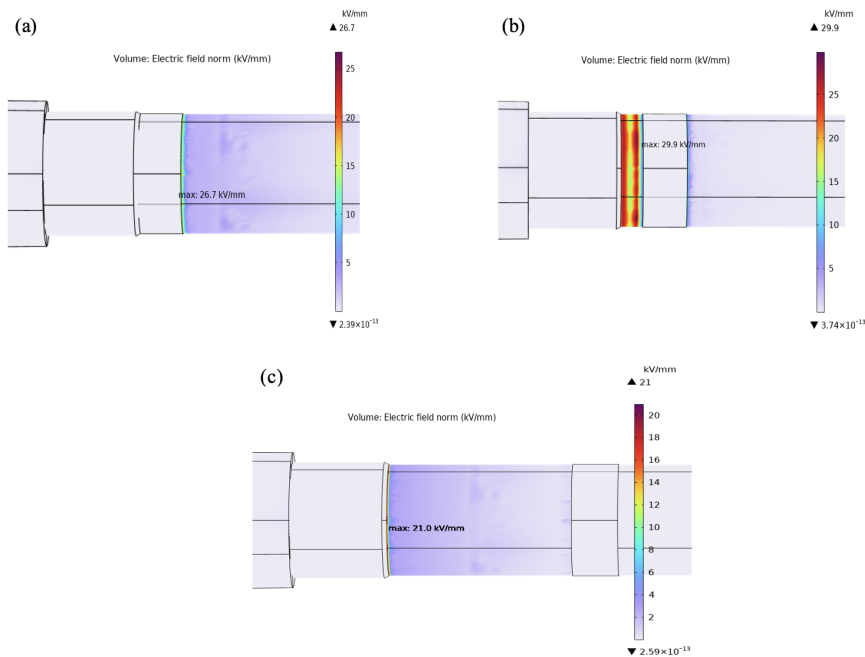 (a)
kV/mm
▲ 26.7
Volume: Electric field norm (kV/mm)
25
20
15
10
5
max: 26.7 kV/mm
▼ 2.39×10⁻¹³
(b)
kV/mm
▲ 29.9
Volume: Electric field norm (kV/mm)
25
20
15
10
5
max: 29.9 kV/mm
▼ 3.74×10⁻¹³
(c)
kV/mm
▲ 21
Volume: Electric field norm (kV/mm)
20
18
16
14
12
10
8
6
4
2
max: 21.0 kV/mm
▼ 2.59×10⁻¹³